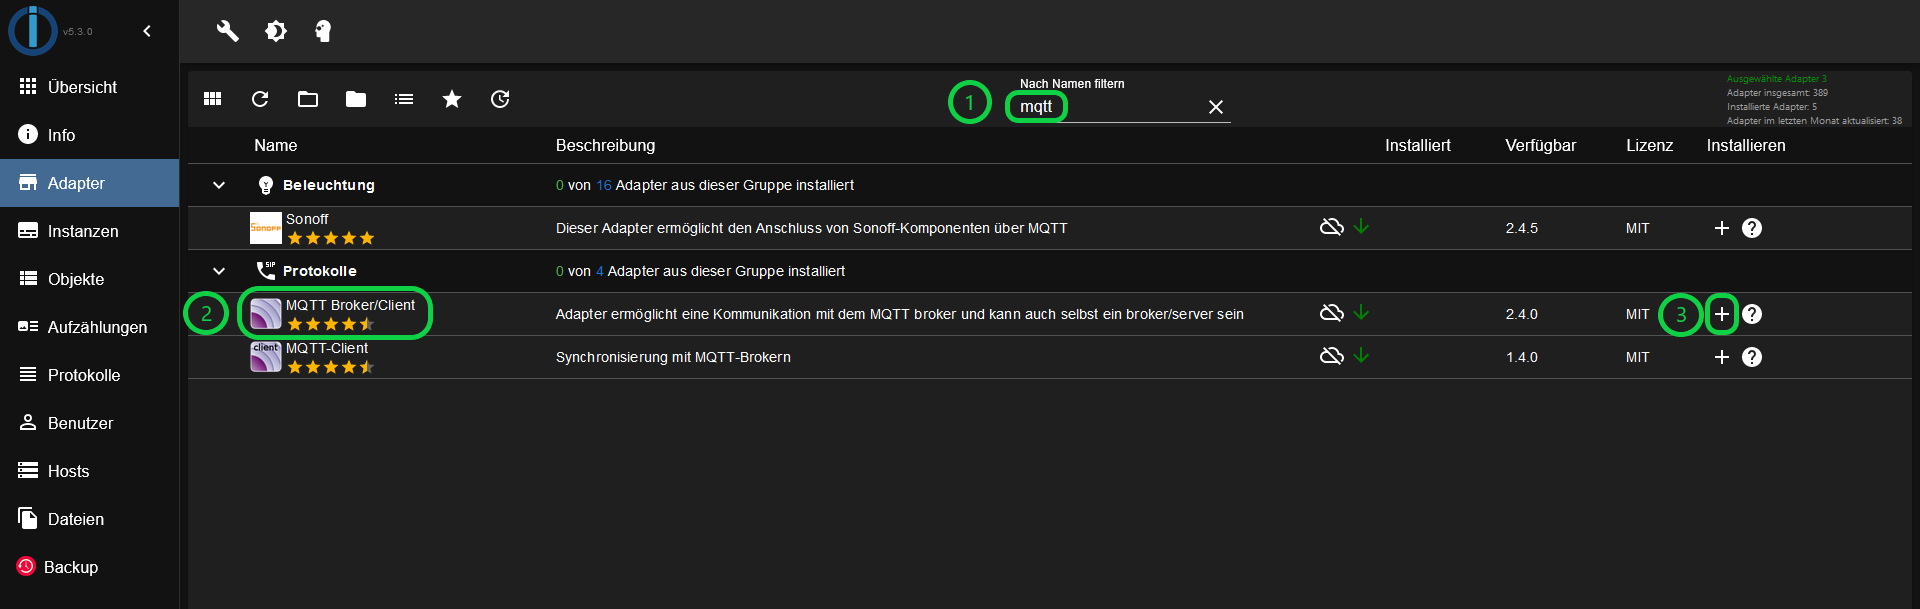 v5.3.0
Übersicht
Info
Adapter
Instanzen
Objekte
Aufzählungen
Protokolle
Benutzer
Hosts
Dateien
Backup
1
Nach Namen filtern
mqtt
Ausgewählte Adapter 3
Adapter insgesamt: 389
Installierte Adapter: 5
Adapter im letzten Monat aktualisiert: 38
Name Beschreibung Installiert Verfügbar Lizenz Installieren
Beleuchtung 0 von 16 Adapter aus dieser Gruppe installiert
SONOFF
Sonoff
Dieser Adapter ermöglicht den Anschluss von Sonoff-Komponenten über MQTT 2.4.5 MIT
SIP
Protokolle 0 von 4 Adapter aus dieser Gruppe installiert
2
MQTT Broker/Client
Adapter ermöglicht eine Kommunikation mit dem MQTT broker und kann auch selbst ein broker/server sein 2.4.0 MIT 3
client
MQTT-Client
Synchronisierung mit MQTT-Brokern 1.4.0 MIT